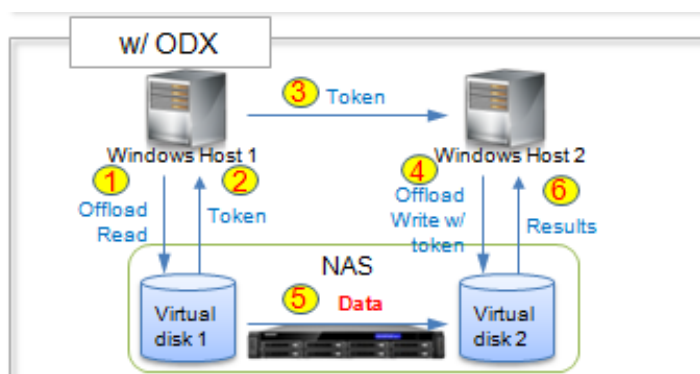 w/ ODX
3 Token
Windows Host 1
Windows Host 2
1
2
4
6
Offload
Read
Token
Offload
Write w/
token
Results
NAS
5 Data
Virtual
disk 1
Virtual
disk 2